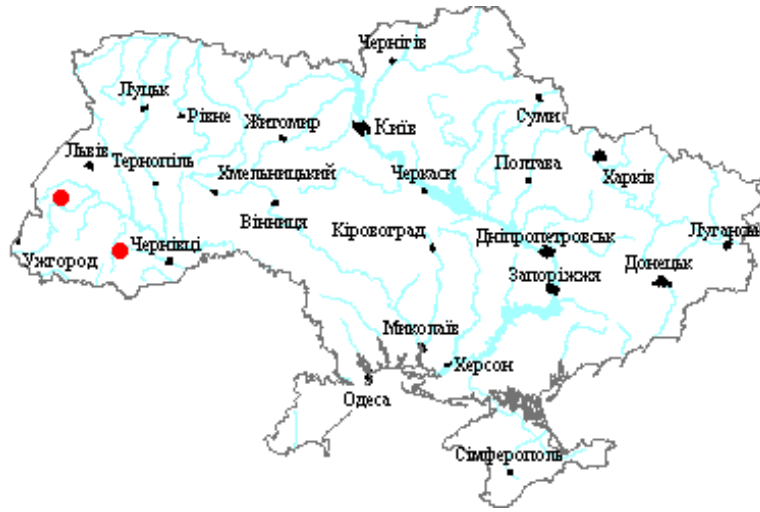 Чернігів
Луцьк
Рівне
Житомир
Київ
Суми
Львів
Тернопіль
Хмельницький
Черкаси
Полтава
Харків
Вінниця
Кіровоград
Дніпропетровськ
Луганськ
Ужгород
Чернівці
Запоріжжя
Донецьк
Миколаїв
Херсон
Одеса
Сімферополь